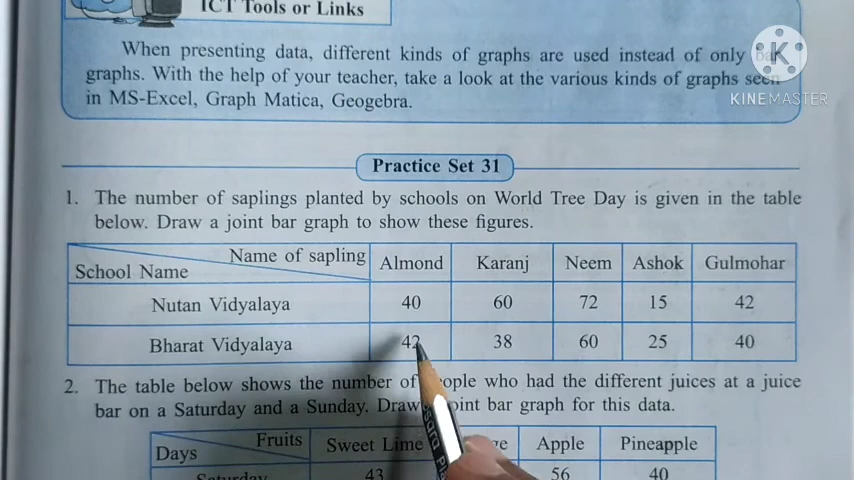 ICT Tools or Links
When presenting data, different kinds of graphs are used instead of only bar
graphs. With the help of your teacher, take a look at the various kinds of graphs seen
in MS-Excel, Graph Matica, Geogebra.
KINEMASTER
Practice Set 31
1. The number of saplings planted by schools on World Tree Day is given in the table
below. Draw a joint bar graph to show these figures.
Name of sapling
School Name
Almond Karanj Neem Ashok Gulmohar
Nutan Vidyalaya 40 60 72 15 42
Bharat Vidyalaya 42 38 60 25 40
2. The table below shows the number of people who had the different juices at a juice
bar on a Saturday and a Sunday. Draw joint bar graph for this data.
Fruits
Days
Sweet Lime Apple Pineapple
Saturday 43 56 40